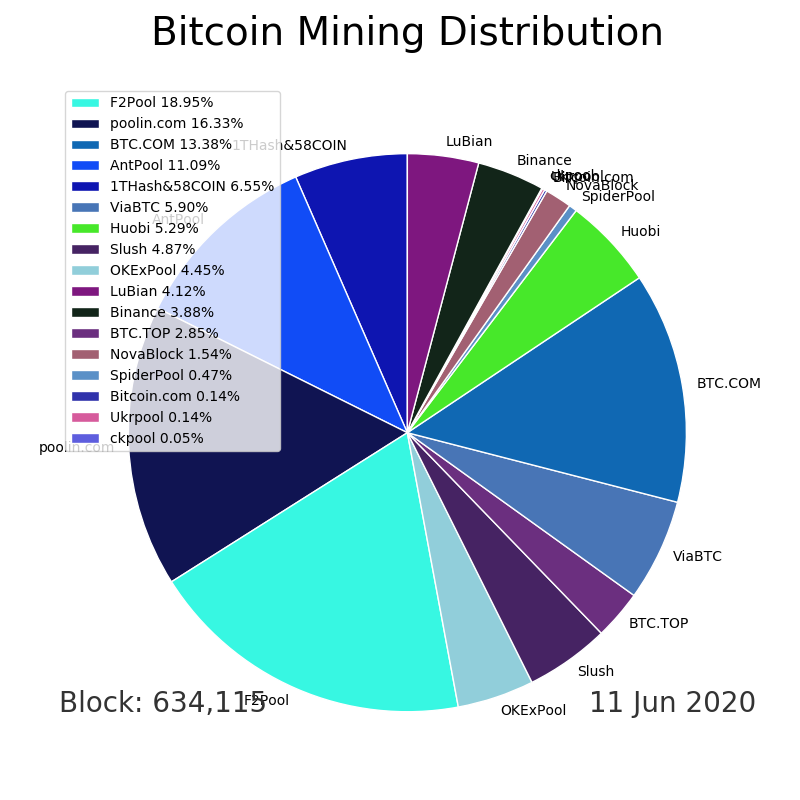 Bitcoin Mining Distribution
F2Pool 18.95%
poolin.com 16.33%
BTC.COM 13.38%
AntPool 11.09%
1THash&58COIN 6.55%
ViaBTC 5.90%
Huobi 5.29%
Slush 4.87%
OKExPool 4.45%
LuBian 4.12%
Binance 3.88%
BTC.TOP 2.85%
NovaBlock 1.54%
SpiderPool 0.47%
Bitcoin.com 0.14%
Ukrpool 0.14%
ckpool 0.05%
1THash&58COIN
LuBian
Binance
ckpool
Ukrpool
Bitcoin.com
NovaBlock
SpiderPool
Huobi
AntPool
BTC.COM
poolin.com
ViaBTC
BTC.TOP
Slush
F2Pool
OKExPool
Block: 634,115
11 Jun 2020